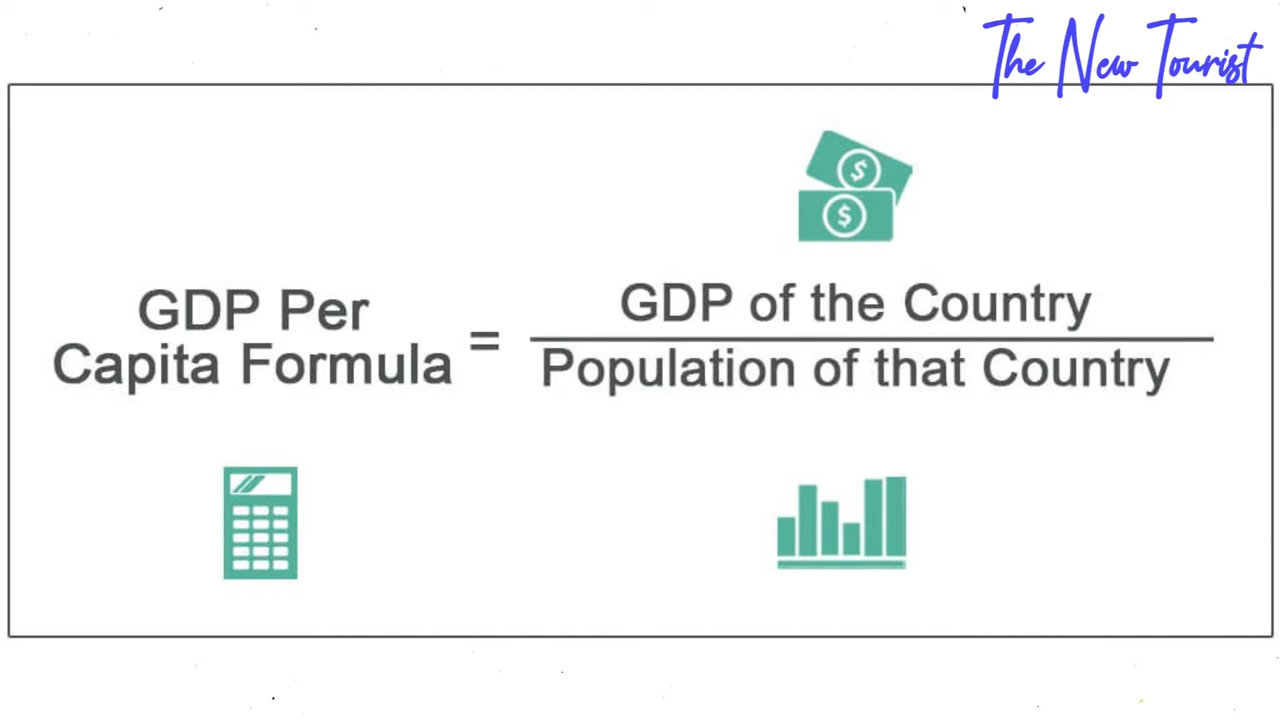 The New Tourist
$
$
GDP Per
Capita Formula
=
GDP of the Country
Population of that Country